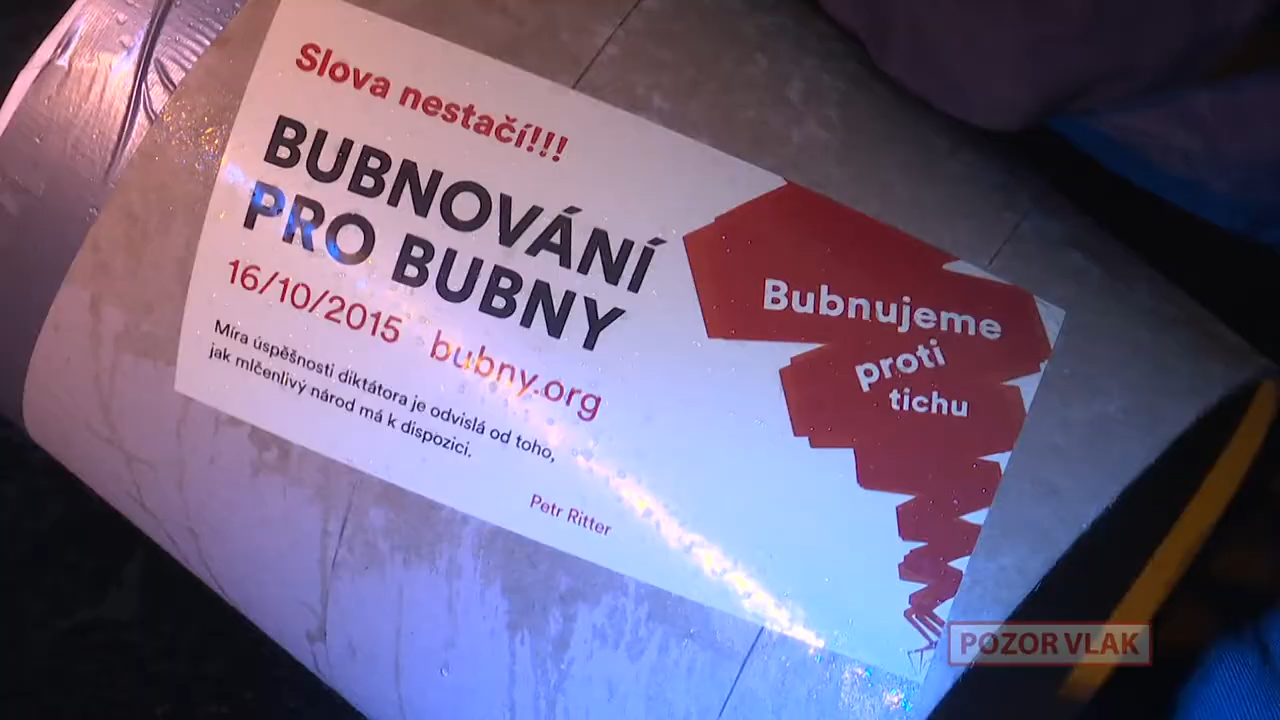 Slova nestačí!!!
BUBNOVÁNÍ
PRO BUBNY
16/10/2015 bubny.org
Míra úspěšnosti diktátora je odvislá od toho,
jak mlčenlivý národ má k dispozici.
Petr Ritter
Bubnujeme
proti
tichu
POZOR VLAK